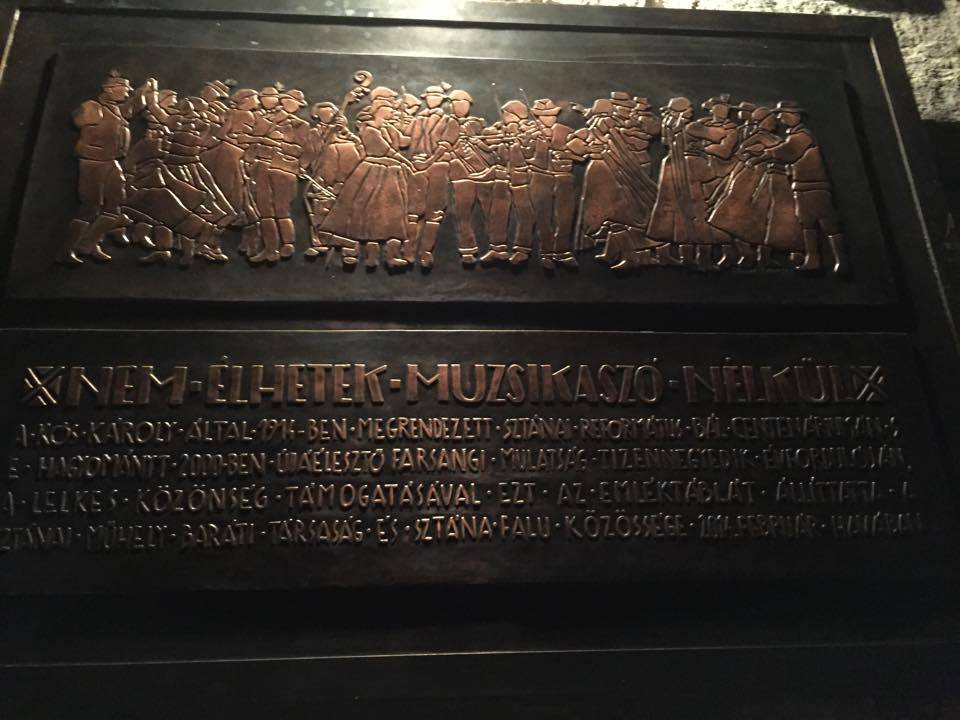 NEM · ÉLHETEK · MUZSIKASZÓ · NÉLKÜL
A · KÓS · KÁROLY · ÁLTAL · 1914 - BEN · MEGRENDEZETT · SZTÁNAI · REFORMÁTUS · BÁL · CENTENÁRIUMÁN · S
E · HAGYOMÁNYT · 2000-BEN · ÚJJÁÉLESZTŐ FARSANGI · MULATSÁG · TIZENNEGYEDIK · ÉVFORDULÓJÁN,
A · LELKES · KÖZÖNSÉG · TÁMOGATÁSÁVAL · EZT · AZ · EMLÉKTÁBLÁT · ÁLLÍTTATTA · A
SZTÁNAI · MŰHELY · BARÁTI · TÁRSASÁG · ÉS · SZTÁNA · FALU · KÖZÖSSÉGE · 2014. FEBRUÁR · HAVÁBAN